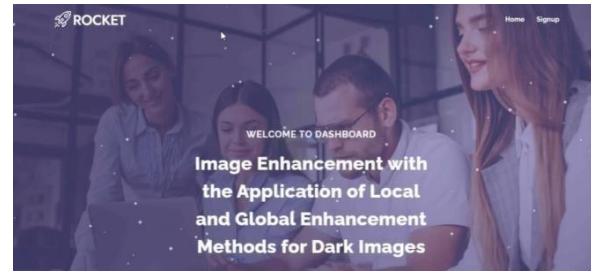 ROCKET
Home Signup
WELCOME TO DASHBOARD
Image Enhancement with
the Application of Local
and Global Enhancement
Methods for Dark Images